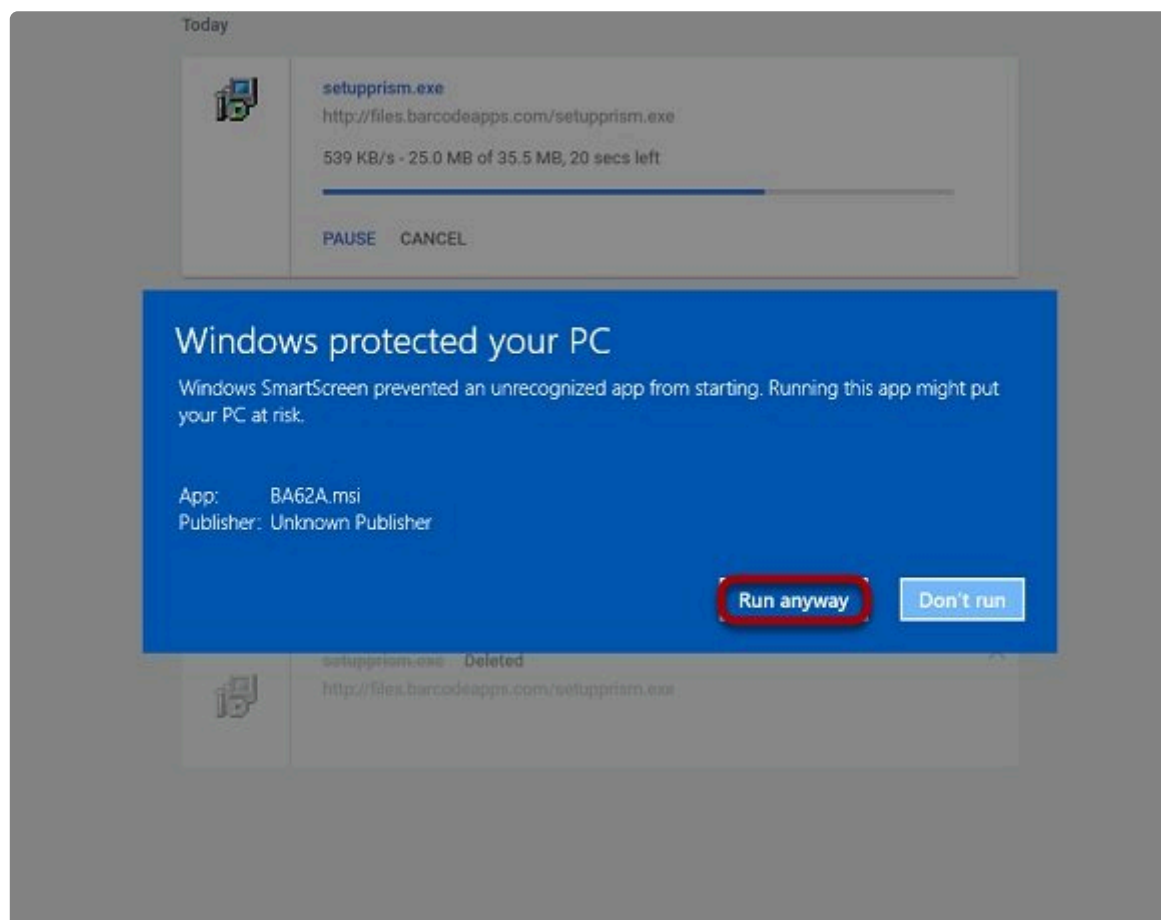 Today
setupprism.exe
http://files.barcodeapps.com/setupprism.exe
539 KB/s - 25.0 MB of 35.5 MB, 20 secs left
PAUSE CANCEL
Windows protected your PC
Windows SmartScreen prevented an unrecognized app from starting. Running this app might put
your PC at risk.
App: BA62A.msi
Publisher: Unknown Publisher
Run anyway Don't run
setupprism.exe Deleted
http://files.barcodeapps.com/setupprism.exe